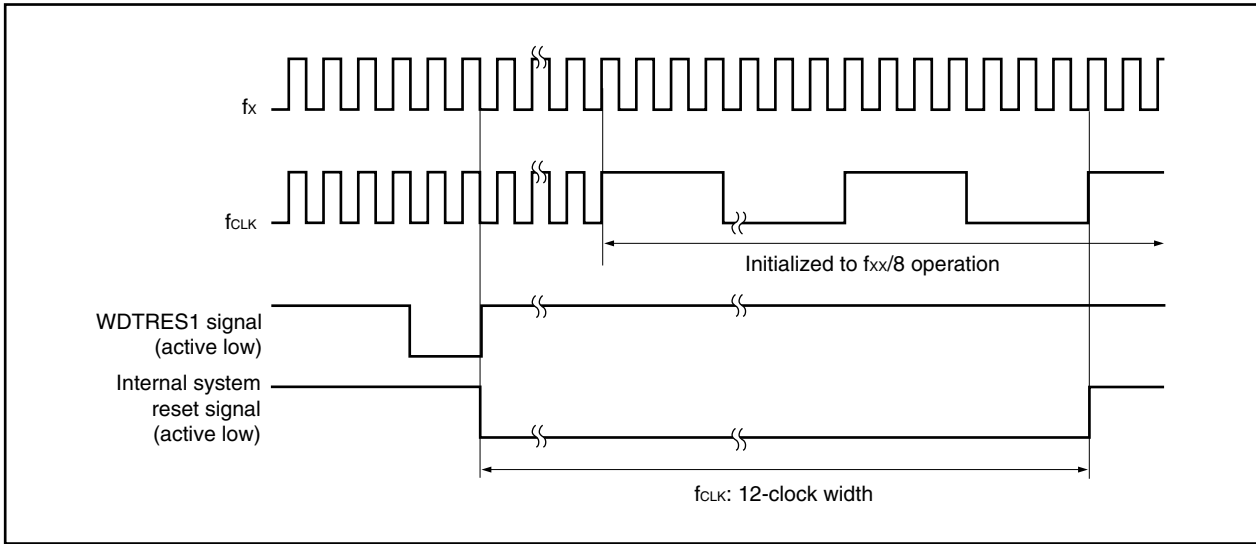 fX
fCLK
Initialized to fXX/8 operation
WDTRES1 signal
(active low)
Internal system
reset signal
(active low)
fCLK: 12-clock width